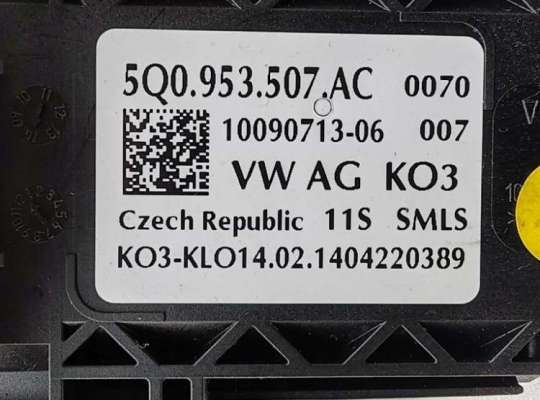 5Q0.953.507.AC 0070
10090713-06 007
VW AG KO3
Czech Republic 11S SMLS
KO3-KLO14.02.1404220389